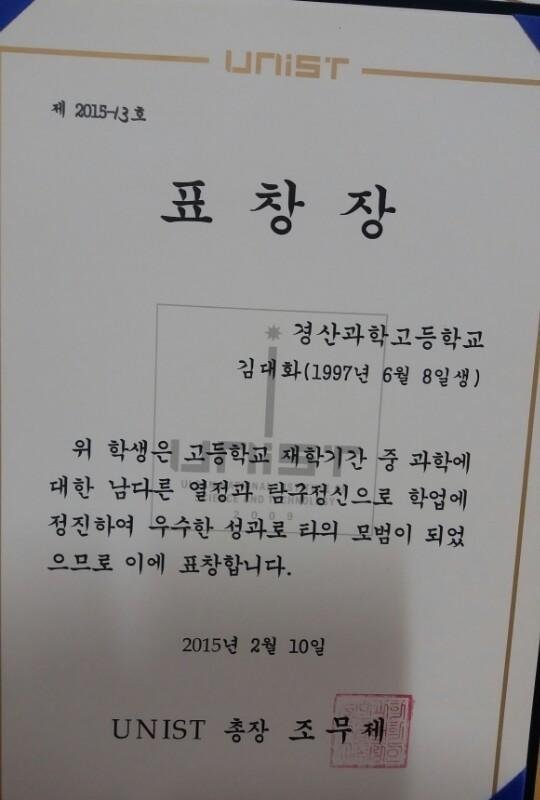 UNIST
제 2015-13호
표 창 장
경산과학고등학교
김대화(1997년 6월 8일생)
위 학생은 고등학교 재학기간 중 과학에
대한 남다른 열정과 탐구정신으로 학업에
정진하여 우수한 성과로 타의 모범이 되었
으므로 이에 표창합니다.
UNIST
2009
2015년 2월 10일
UNIST 총장 조 무 제